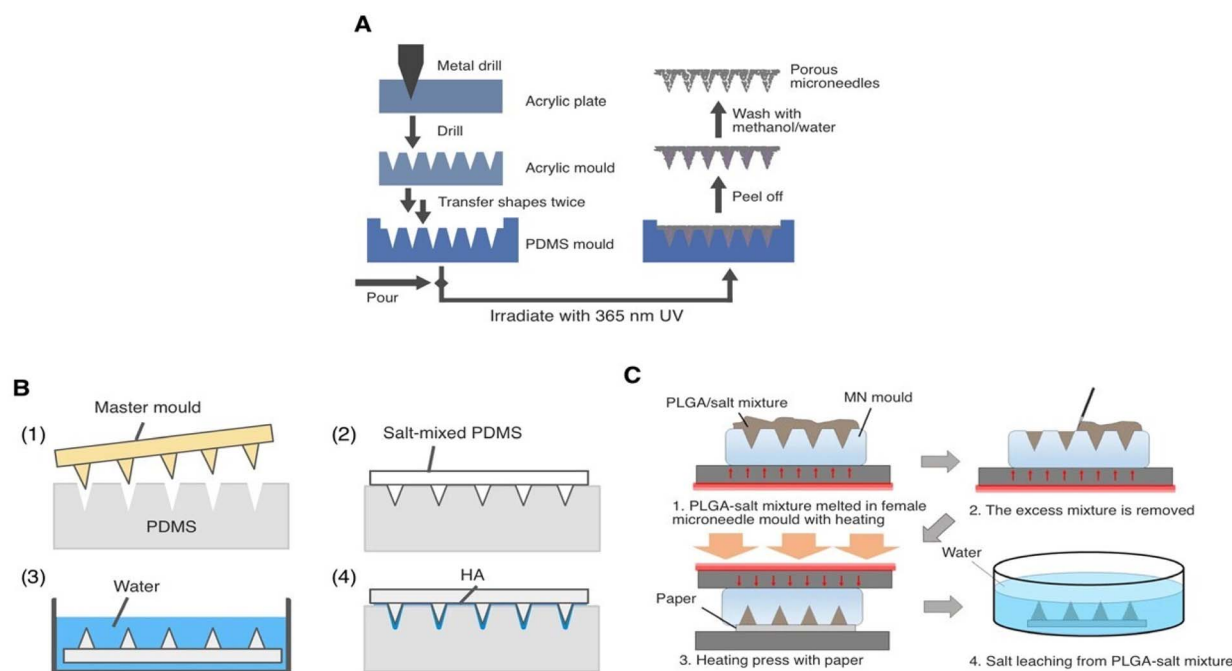 A
Metal drill
Acrylic plate
Drill
Acrylic mould
Transfer shapes twice
PDMS mould
Pour
Irradiate with 365 nm UV
Porous
microneedles
Wash with
methanol/water
Peel off
B
(1)
Master mould
PDMS
(2)
Salt-mixed PDMS
(3)
Water
(4)
HA
C
PLGA/salt mixture
MN mould
1. PLGA-salt mixture melted in female
microneedle mould with heating
2. The excess mixture is removed
Paper
3. Heating press with paper
Water
4. Salt leaching from PLGA-salt mixture